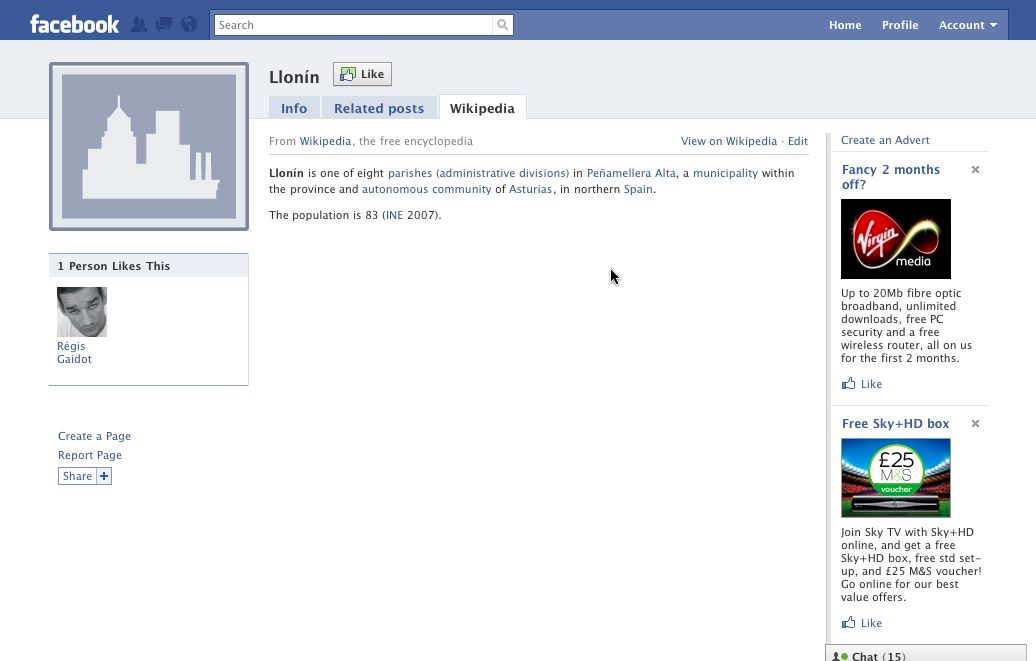 facebook
Search
Home Profile Account
Llonín
Like
Info Related posts Wikipedia
From Wikipedia, the free encyclopedia
View on Wikipedia · Edit
Llonín is one of eight parishes (administrative divisions) in Peñamellera Alta, a municipality within
the province and autonomous community of Asturias, in northern Spain.
The population is 83 (INE 2007).
1 Person Likes This
Régis
Gaidot
Create a Page
Report Page
Share +
Create an Advert
Fancy 2 months
off?
Virgin
media
Up to 20Mb fibre optic
broadband, unlimited
downloads, free PC
security and a free
wireless router, all on us
for the first 2 months.
Like
Free Sky+HD box
£25
M&S
voucher
Join Sky TV with Sky+HD
online, and get a free
Sky+HD box, free std set-
up, and £25 M&S voucher!
Go online for our best
value offers.
Like
Chat (15)